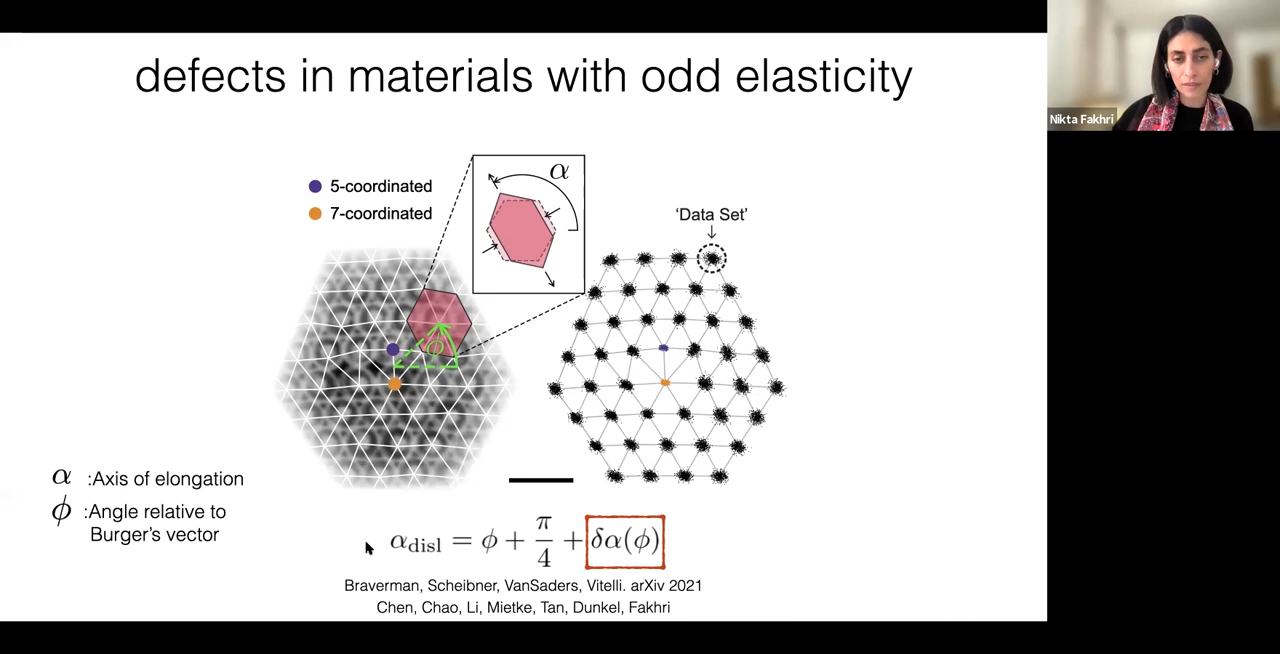 defects in materials with odd elasticity
Nikta Fakhri
5-coordinated
7-coordinated
α
'Data Set'
ϕ
α :Axis of elongation
ϕ :Angle relative to
Burger's vector
α_disl = ϕ + π/4 + δα(ϕ)
Braverman, Scheibner, VanSaders, Vitelli. arXiv 2021
Chen, Chao, Li, Mietke, Tan, Dunkel, Fakhri